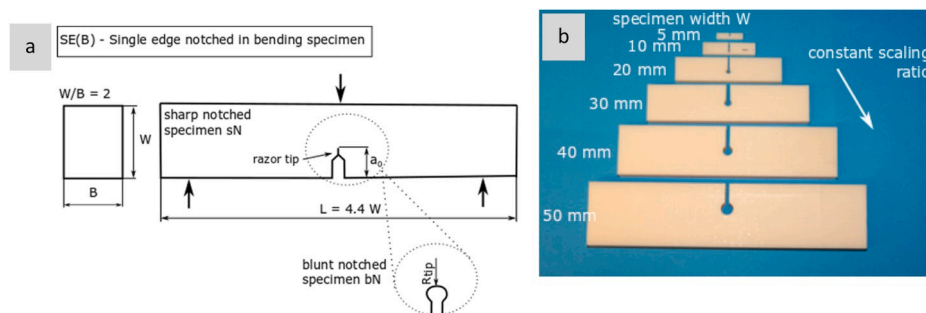 a
SE(B) - Single edge notched in bending specimen
W/B = 2
W
B
sharp notched
specimen sN
razor tip
a₀
L = 4.4 W
blunt notched
specimen bN
Rtip
b
specimen width W
5 mm
10 mm
20 mm
30 mm
40 mm
50 mm
constant scaling
ratio